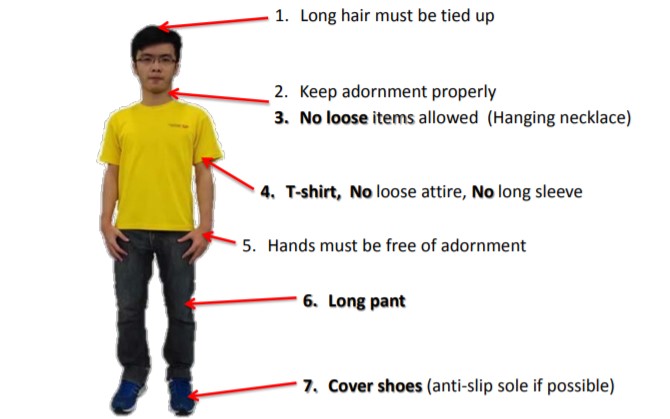 1. Long hair must be tied up
2. Keep adornment properly
3. No loose items allowed (Hanging necklace)
4. T-shirt, No loose attire, No long sleeve
5. Hands must be free of adornment
6. Long pant
7. Cover shoes (anti-slip sole if possible)